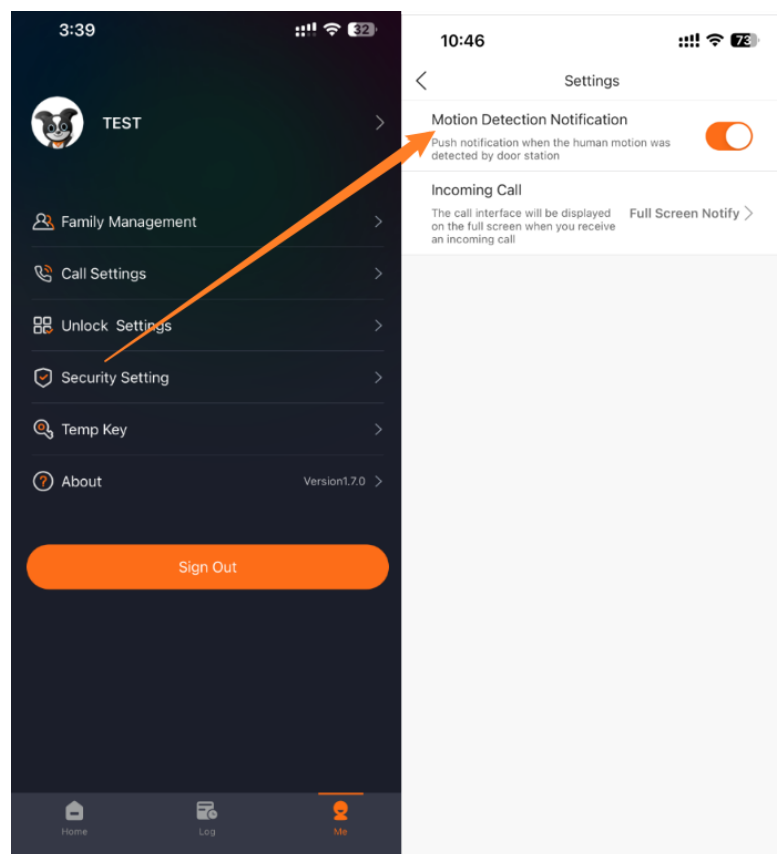 3:39
32
TEST
Family Management
Call Settings
Unlock Settings
Security Setting
Temp Key
About
Version1.7.0
Sign Out
Home
Log
Me
10:46
73
Settings
Motion Detection Notification
Push notification when the human motion was
detected by door station
Incoming Call
The call interface will be displayed
on the full screen when you receive
an incoming call
Full Screen Notify